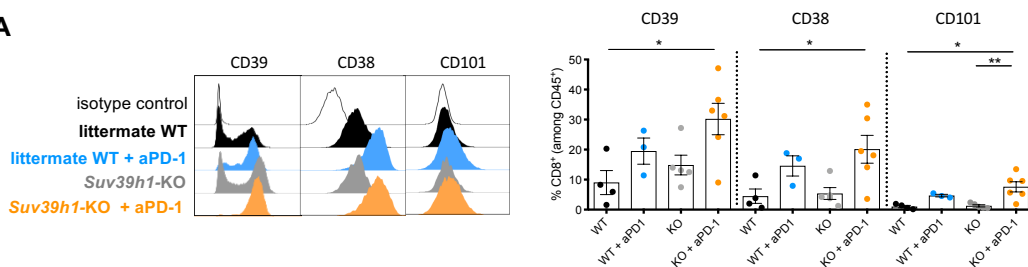 A
CD39 CD38 CD101
isotype control
littermate WT
littermate WT + aPD-1
Suv39h1-KO
Suv39h1-KO + aPD-1
CD39 CD38 CD101
* * *
**
% CD8⁺ (among CD45⁺)
50
40
30
20
10
0
WT WT + aPD1 KO KO + aPD-1 WT WT + aPD1 KO KO + aPD-1 WT WT + aPD1 KO KO + aPD-1